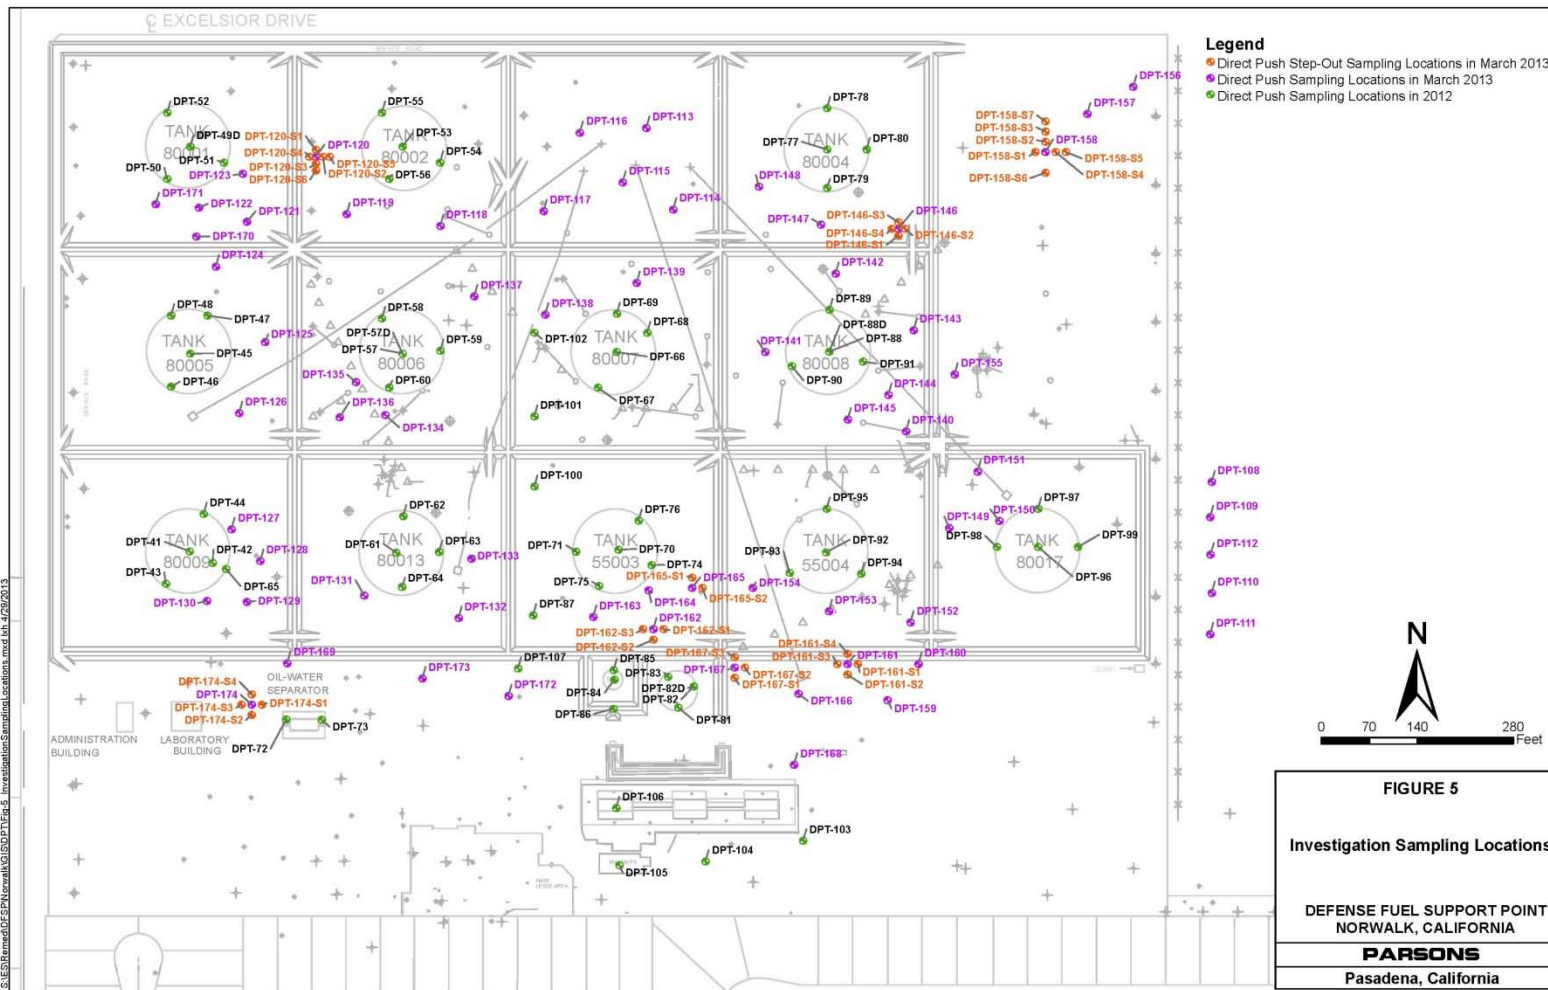 ℄ EXCELSIOR DRIVE
SERVICE ROAD
Legend
Direct Push Step-Out Sampling Locations in March 2013
Direct Push Sampling Locations in March 2013
Direct Push Sampling Locations in 2012
DPT-156
DPT-157
DPT-52
DPT-55
DPT-78
DPT-116
DPT-113
DPT-158-S7
DPT-158-S3
DPT-158-S2
DPT-158
DPT-158-S1
DPT-158-S5
DPT-158-S4
DPT-158-S6
TANK
80001
DPT-49D
DPT-51
DPT-50
DPT-123
DPT-120-S1
DPT-120
DPT-120-S4
DPT-120-S3
DPT-120-S6
DPT-120-S5
DPT-120-S2
TANK
80002
DPT-53
DPT-54
DPT-56
TANK
80004
DPT-77
DPT-80
DPT-79
DPT-115
DPT-148
DPT-171
DPT-122
DPT-121
DPT-170
DPT-119
DPT-118
DPT-117
DPT-114
DPT-147
DPT-146-S3
DPT-146
DPT-146-S4
DPT-146-S2
DPT-146-S1
DPT-124
DPT-137
DPT-139
DPT-142
DPT-48
DPT-47
DPT-58
DPT-138
DPT-69
DPT-89
DPT-143
TANK
80005
DPT-45
DPT-46
DPT-125
DPT-57D
DPT-57
TANK
80006
DPT-59
DPT-60
DPT-102
DPT-68
TANK
80007
DPT-66
DPT-67
DPT-141
DPT-88D
DPT-88
TANK
80008
DPT-91
DPT-90
DPT-155
DPT-135
DPT-144
DPT-126
DPT-136
DPT-134
DPT-101
DPT-145
DPT-140
DPT-151
DPT-108
DPT-100
DPT-44
DPT-62
DPT-76
DPT-95
DPT-97
DPT-109
DPT-127
DPT-149
DPT-150
DPT-41
TANK
80009
DPT-42
DPT-128
DPT-43
DPT-65
DPT-61
TANK
80013
DPT-63
DPT-64
DPT-133
DPT-71
TANK
55003
DPT-70
DPT-74
DPT-75
DPT-93
TANK
55004
DPT-92
DPT-94
DPT-98
TANK
80017
DPT-99
DPT-96
DPT-112
DPT-110
DPT-111
DPT-130
DPT-129
DPT-131
DPT-132
DPT-87
DPT-163
DPT-165-S1
DPT-165
DPT-165-S2
DPT-164
DPT-154
DPT-153
DPT-152
DPT-162
DPT-162-S3
DPT-162-S1
DPT-162-S2
DPT-161-S4
DPT-161-S3
DPT-161
DPT-161-S1
DPT-161-S2
DPT-160
DPT-169
DPT-173
DPT-107
DPT-85
DPT-83
DPT-84
DPT-82D
DPT-82
DPT-86
DPT-81
DPT-167-S3
DPT-167
DPT-167-S2
DPT-167-S1
DPT-166
DPT-159
DPT-172
DPT-174-S4
DPT-174
DPT-174-S3
DPT-174-S1
DPT-174-S2
OIL-WATER
SEPARATOR
DPT-72
DPT-73
ADMINISTRATION
BUILDING
LABORATORY
BUILDING
DPT-168
DPT-106
DPT-103
DPT-104
DPT-105
N
0 70 140 280
Feet
FIGURE 5
Investigation Sampling Locations
DEFENSE FUEL SUPPORT POINT
NORWALK, CALIFORNIA
PARSONS
Pasadena, California